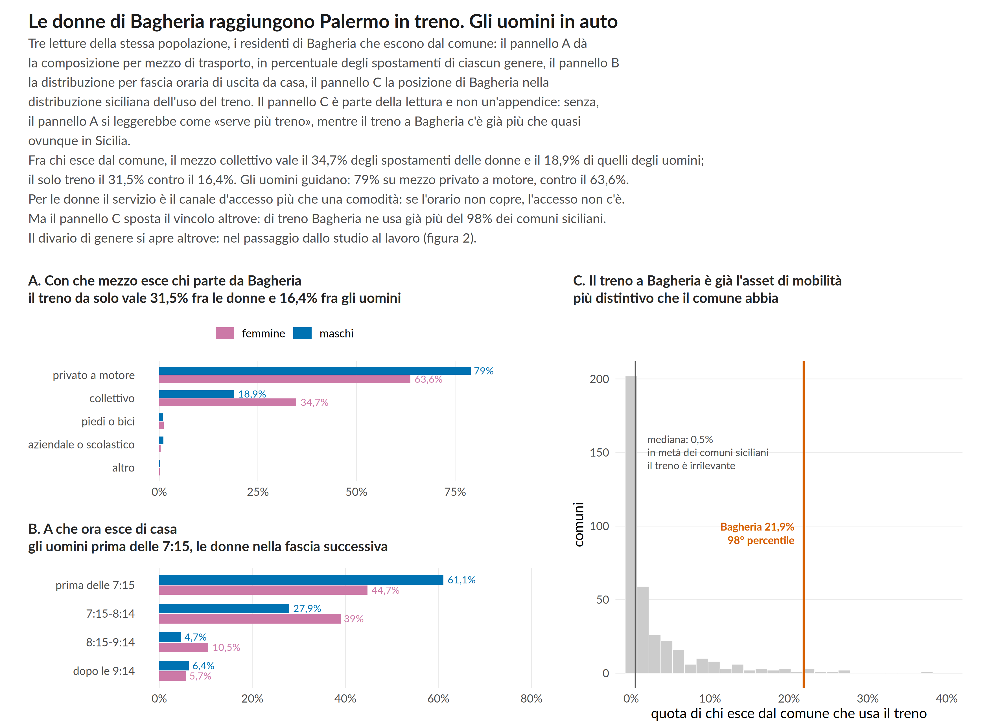 Le donne di Bagheria raggiungono Palermo in treno. Gli uomini in auto
Tre letture della stessa popolazione, i residenti di Bagheria che escono dal comune: il pannello A dà
la composizione per mezzo di trasporto, in percentuale degli spostamenti di ciascun genere, il pannello B
la distribuzione per fascia oraria di uscita da casa, il pannello C la posizione di Bagheria nella
distribuzione siciliana dell'uso del treno. Il pannello C è parte della lettura e non un'appendice: senza,
il pannello A si leggerebbe come «serve più treno», mentre il treno a Bagheria c'è già più che quasi
ovunque in Sicilia.
Fra chi esce dal comune, il mezzo collettivo vale il 34,7% degli spostamenti delle donne e il 18,9% di quelli degli uomini;
il solo treno il 31,5% contro il 16,4%. Gli uomini guidano: 79% su mezzo privato a motore, contro il 63,6%.
Per le donne il servizio è il canale d'accesso più che una comodità: se l'orario non copre, l'accesso non c'è.
Ma il pannello C sposta il vincolo altrove: di treno Bagheria ne usa già più del 98% dei comuni siciliani.
Il divario di genere si apre altrove: nel passaggio dallo studio al lavoro (figura 2).
A. Con che mezzo esce chi parte da Bagheria
il treno da solo vale 31,5% fra le donne e 16,4% fra gli uomini
femmine maschi
privato a motore 79%
63,6%
collettivo 18,9%
34,7%
piedi o bici
aziendale o scolastico
altro
0% 25% 50% 75%
B. A che ora esce di casa
gli uomini prima delle 7:15, le donne nella fascia successiva
prima delle 7:15 61,1%
44,7%
7:15-8:14 27,9%
39%
8:15-9:14 4,7%
10,5%
dopo le 9:14 6,4%
5,7%
0% 20% 40% 60% 80%
C. Il treno a Bagheria è già l'asset di mobilità
più distintivo che il comune abbia
comuni
200
150
100
50
0
mediana: 0,5%
in metà dei comuni siciliani
il treno è irrilevante
Bagheria 21,9%
98° percentile
0% 10% 20% 30% 40%
quota di chi esce dal comune che usa il treno